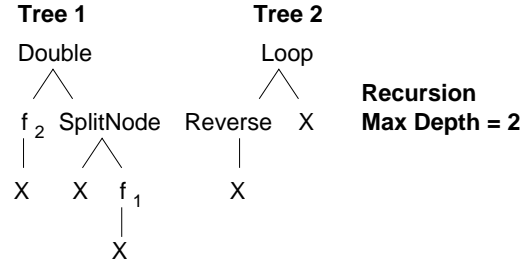 Tree 1 Tree 2
Double Loop
f 2 SplitNode Reverse X Recursion
Max Depth = 2
X X f 1 X
X